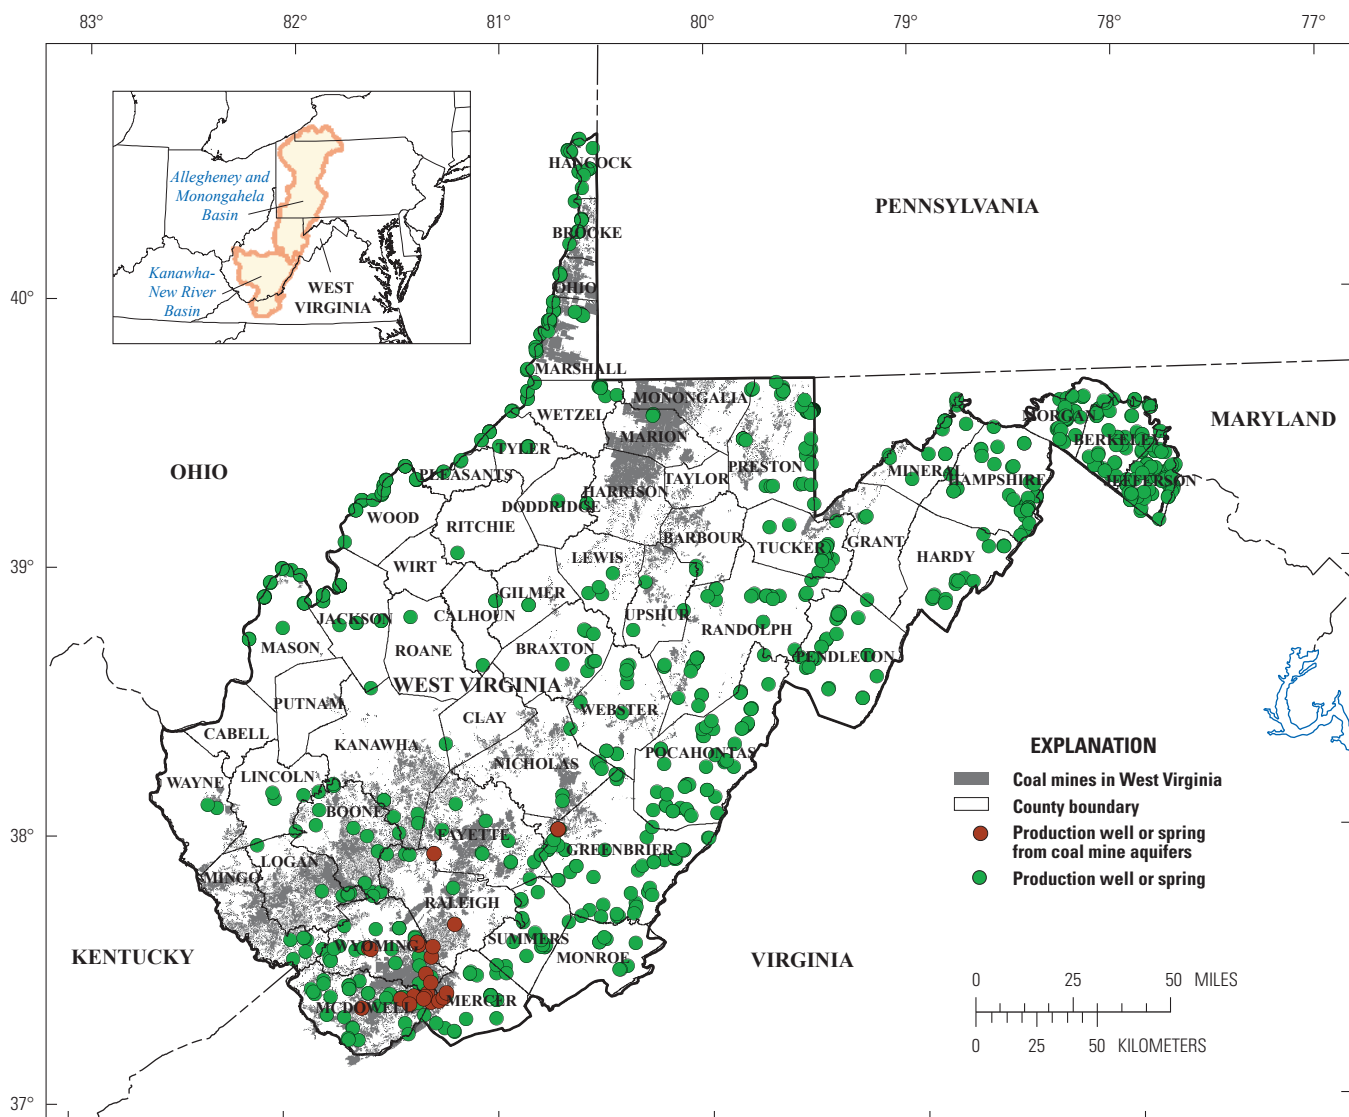 83°
82°
81°
80°
79°
78°
77°
40°
39°
38°
37°
Allegheney and
Monongahela
Basin
Kanawha-
New River
Basin
WEST
VIRGINIA
PENNSYLVANIA
MARYLAND
OHIO
KENTUCKY
VIRGINIA
WEST VIRGINIA
HANCOCK
BROOKE
OHIO
MARSHALL
WETZEL
MONONGALIA
MARION
TYLER
PLEASANTS
PRESTON
TAYLOR
HARRISON
DODDRIDGE
WOOD
RITCHIE
MORGAN
BERKELEY
JEFFERSON
MINERAL
HAMPSHIRE
BARBOUR
TUCKER
GRANT
HARDY
LEWIS
WIRT
GILMER
CALHOUN
UPSHUR
RANDOLPH
JACKSON
MASON
ROANE
BRAXTON
PENDLETON
PUTNAM
CLAY
WEBSTER
CABELL
KANAWHA
NICHOLAS
POCAHONTAS
WAYNE
LINCOLN
BOONE
FAYETTE
GREENBRIER
LOGAN
MINGO
RALEIGH
WYOMING
SUMMERS
MONROE
MCDOWELL
MERCER
EXPLANATION
Coal mines in West Virginia
County boundary
Production well or spring
from coal mine aquifers
Production well or spring
0 25 50 MILES
0 25 50 KILOMETERS